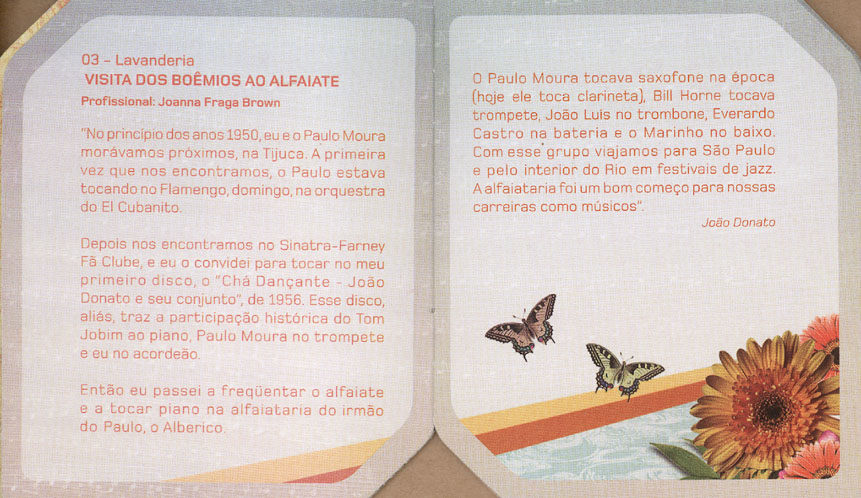 03 - Lavanderia
VISITA DOS BOÊMIOS AO ALFAIATE
Profissional: Joanna Fraga Brown
"No princípio dos anos 1950, eu e o Paulo Moura
morávamos próximos, na Tijuca. A primeira
vez que nos encontramos, o Paulo estava
tocando no Flamengo, domingo, na orquestra
do El Cubanito.
Depois nos encontramos no Sinatra-Farney
Fã Clube, e eu o convidei para tocar no meu
primeiro disco, o "Chá Dançante - João
Donato e seu conjunto", de 1956. Esse disco,
aliás, traz a participação histórica do Tom
Jobim ao piano, Paulo Moura no trompete
e eu no acordeão.
Então eu passei a freqüentar o alfaiate
e a tocar piano na alfaiataria do irmão
do Paulo, o Alberico.
O Paulo Moura tocava saxofone na época
(hoje ele toca clarineta), Bill Horne tocava
trompete, João Luis no trombone, Everardo
Castro na bateria e o Marinho no baixo.
Com esse grupo viajamos para São Paulo
e pelo interior do Rio em festivais de jazz.
A alfaiataria foi um bom começo para nossas
carreiras como músicos".
João Donato